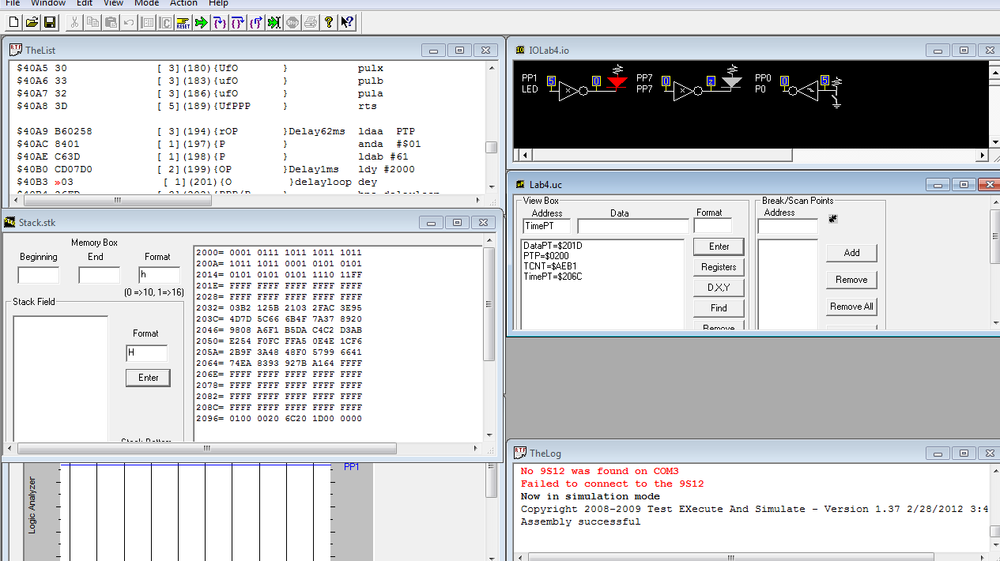 File Window Edit View Mode Action Help
RESET
Stop
TheList
$40A5 30 [ 3](180){UfO } pulx
$40A6 33 [ 3](183){ufO } pulb
$40A7 32 [ 3](186){ufO } pula
$40A8 3D [ 5](189){UfPPP } rts
$40A9 B60258 [ 3](194){rOP }Delay62ms ldaa PTP
$40AC 8401 [ 1](197){P } anda #$01
$40AE C63D [ 1](198){P } ldab #61
$40B0 CD07D0 [ 2](199){OP }Delay1ms ldy #2000
$40B3 »03 [ 1](201){O }delayloop dey
Stack.stk
Memory Box
Beginning End Format
h
(0 =>10, 1=>16)
Stack Field
Format
H
Enter
2000= 0001 0111 1011 1011 1011
200A= 1011 1011 0001 0101 0101
2014= 0101 0101 0101 1110 11FF
201E= FFFF FFFF FFFF FFFF FFFF
2028= FFFF FFFF FFFF FFFF FFFF
2032= 03B2 125B 2103 2FAC 3E95
203C= 4D7D 5C66 6B4F 7A37 8920
2046= 9808 A6F1 B5DA C4C2 D3AB
2050= E254 F0FC FFA5 0E4E 1CF6
205A= 2B9F 3A48 48F0 5799 6641
2064= 74EA 8393 927B A164 FFFF
206E= FFFF FFFF FFFF FFFF FFFF
2078= FFFF FFFF FFFF FFFF FFFF
2082= FFFF FFFF FFFF FFFF FFFF
208C= FFFF FFFF FFFF FFFF FFFF
2096= 0100 0020 6C20 1D00 0000
Logic Analyzer
PP1
IOLab4.io
PP1 5 0 PP7 0 z PP0 0 5
LED PP7 P0
Lab4.uc
View Box
Address Data Format
TimePT
DataPT=$201D
PTP=$0200
TCNT=$AEB1
TimePT=$206C
Enter
Registers
D,X,Y
Find
Remove
Break/Scan Points
Address
Add
Remove
Remove All
TheLog
No 9S12 was found on COM3
Failed to connect to the 9S12
Now in simulation mode
Copyright 2008-2009 Test EXecute And Simulate - Version 1.37 2/28/2012 3:4
Assembly successful